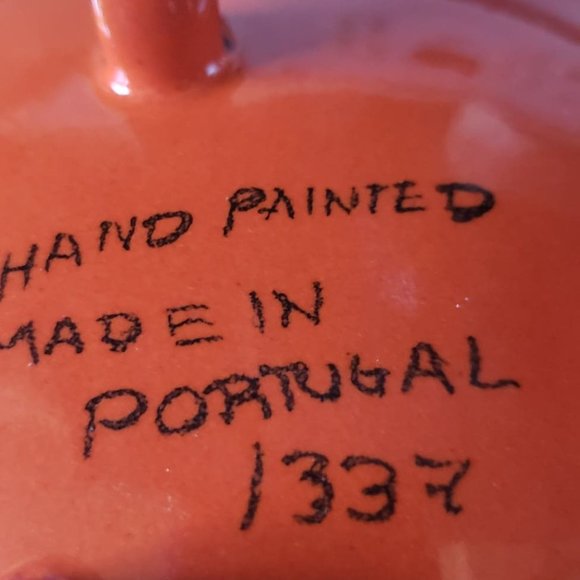 HAND PAINTED
MADE IN
PORTUGAL
1337